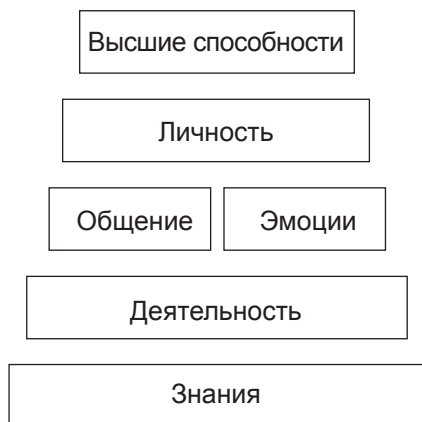 Высшие способности
Личность
Общение Эмоции
Деятельность
Знания